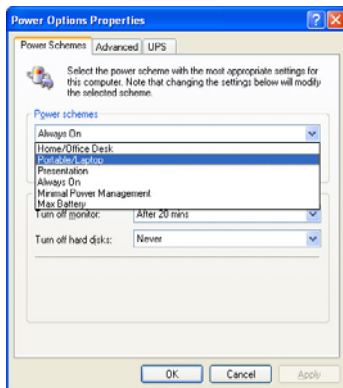 Power Options Properties
Power Schemes Advanced UPS
Select the power scheme with the most appropriate settings for
this computer. Note that changing the settings below will modify
the selected scheme.
Power schemes
Always On
Home/Office Desk
Portable/Laptop
Presentation
Always On
Minimal Power Management
Max Battery
Turn off monitor: After 20 mins
Turn off hard disks: Never
OK Cancel Apply